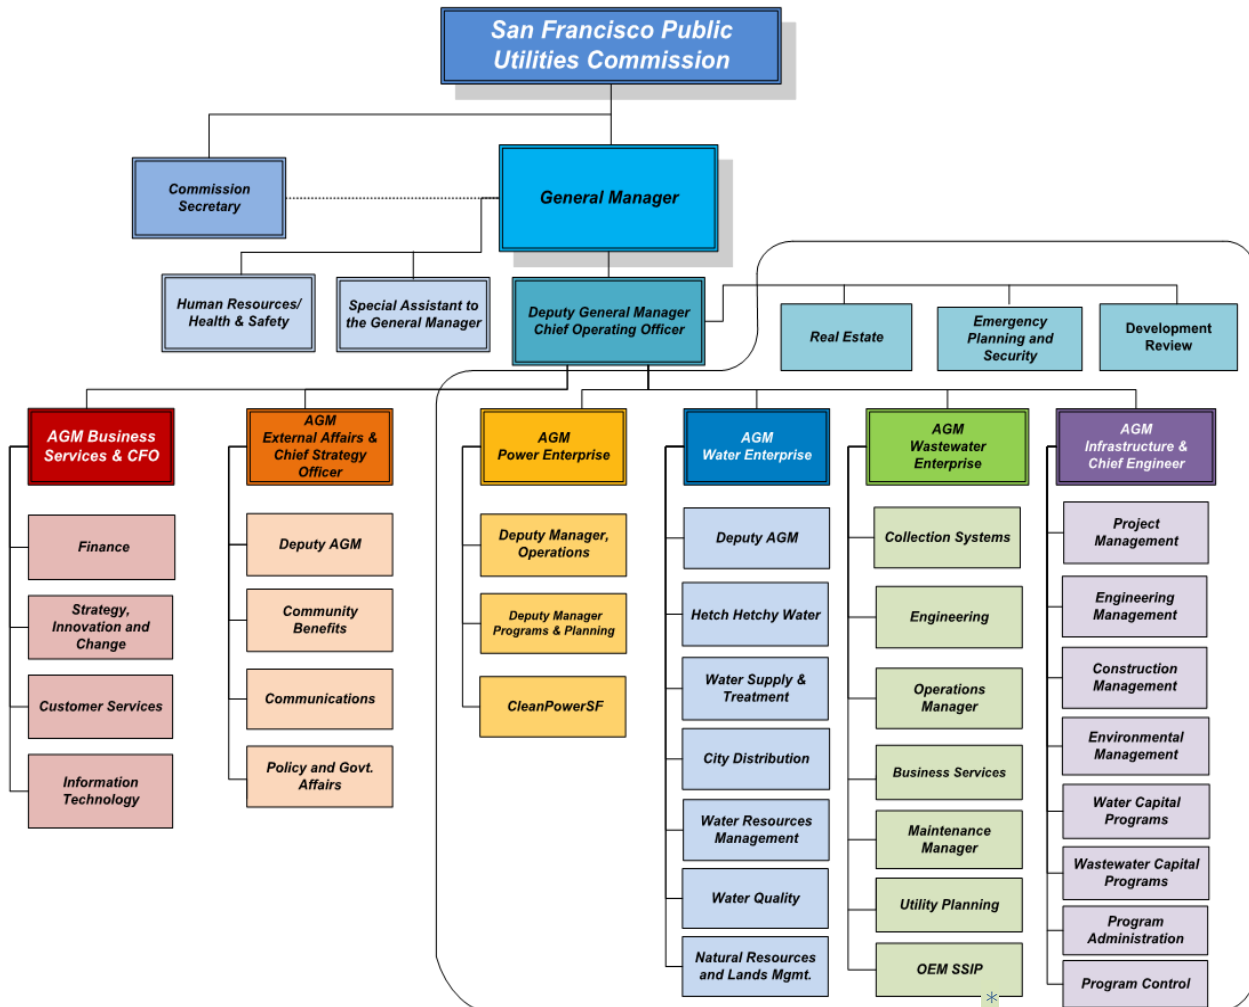 San Francisco Public
Utilities Commission
Commission
Secretary
General Manager
Human Resources/
Health & Safety
Special Assistant to
the General Manager
Deputy General Manager
Chief Operating Officer
Real Estate
Emergency
Planning and
Security
Development
Review
AGM Business
Services & CFO
Finance
Strategy,
Innovation and
Change
Customer Services
Information
Technology
AGM
External Affairs &
Chief Strategy
Officer
Deputy AGM
Community
Benefits
Communications
Policy and Govt.
Affairs
AGM
Power Enterprise
Deputy Manager,
Operations
Deputy Manager
Programs & Planning
CleanPowerSF
AGM
Water Enterprise
Deputy AGM
Hetch Hetchy Water
Water Supply &
Treatment
City Distribution
Water Resources
Management
Water Quality
Natural Resources
and Lands Mgmt.
AGM
Wastewater
Enterprise
Collection Systems
Engineering
Operations
Manager
Business Services
Maintenance
Manager
Utility Planning
OEM SSIP
*
AGM
Infrastructure &
Chief Engineer
Project
Management
Engineering
Management
Construction
Management
Environmental
Management
Water Capital
Programs
Wastewater Capital
Programs
Program
Administration
Program Control